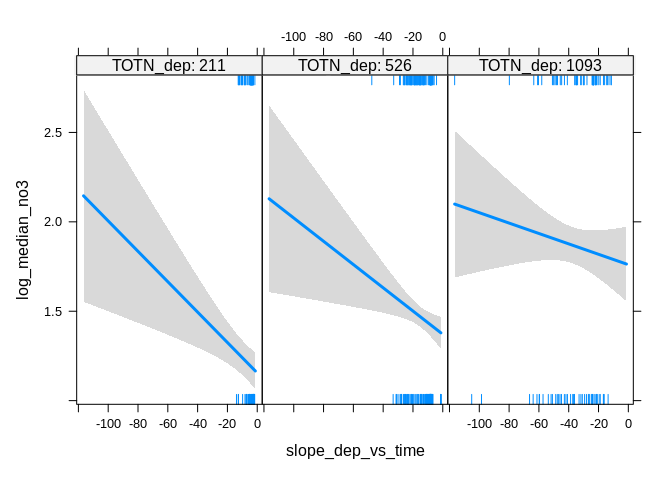 -100 -80 -60 -40 -20 0
TOTN_dep: 211 TOTN_dep: 526 TOTN_dep: 1093
2.5
2.0
1.5
log_median_no3
-100 -80 -60 -40 -20 0 -100 -80 -60 -40 -20 0
slope_dep_vs_time